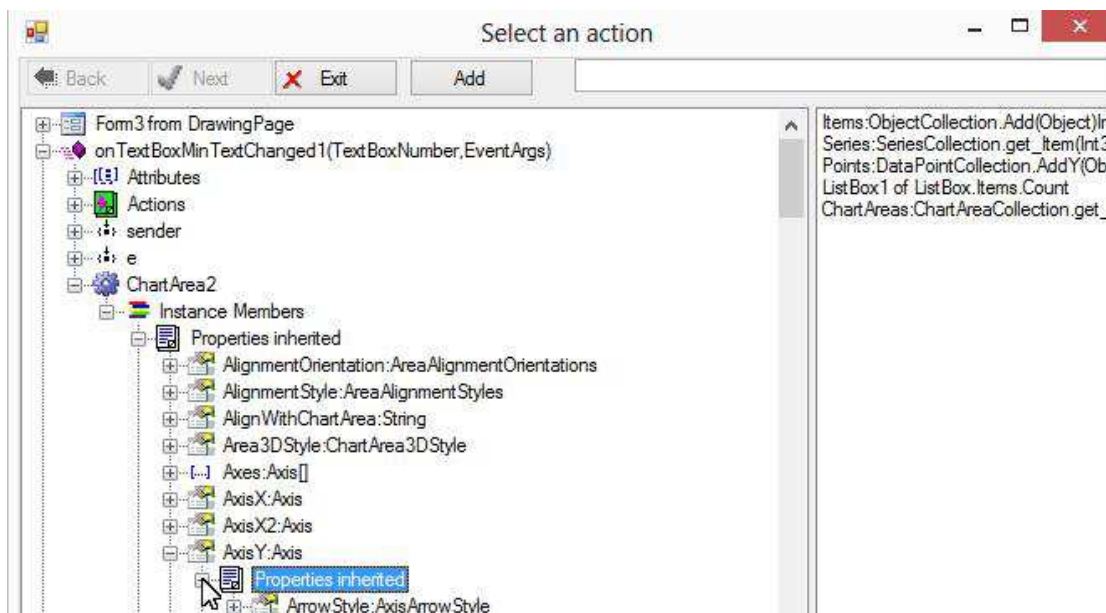 Select an action
Back Next Exit Add
Form3 from DrawingPage
onTextBoxMinTextChanged1(TextBoxNumber,EventArgs)
Attributes
Actions
sender
e
ChartArea2
Instance Members
Properties inherited
AlignmentOrientation:AreaAlignmentOrientations
AlignmentStyle:AreaAlignmentStyles
AlignWithChartArea:String
Area3DStyle:ChartArea3DStyle
Axes:Axis[]
AxisX:Axis
AxisX2:Axis
AxisY:Axis
Properties inherited
ArrowStyle:AxisArrowStyle
Items:ObjectCollection.Add(Object)In
Series:SeriesCollection.get_Item(Int3
Points:DataPointCollection.AddY(Ob
ListBox1 of ListBox.Items.Count
ChartAreas:ChartAreaCollection.get_